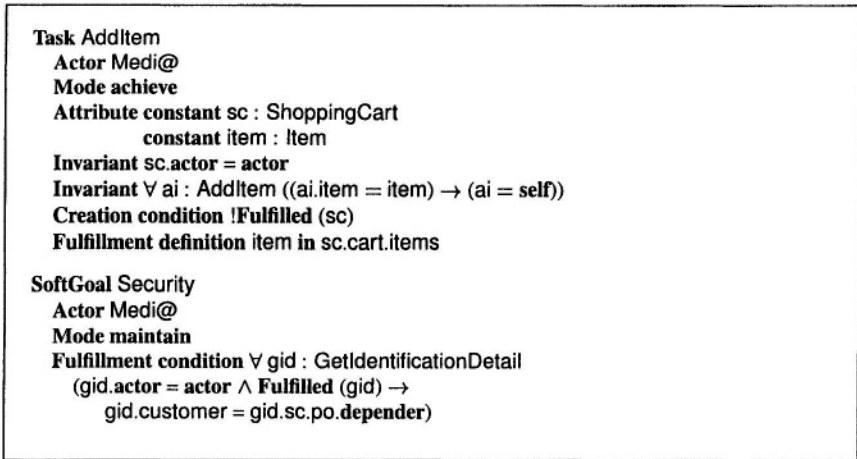 Task AddItem
Actor Medi@
Mode achieve
Attribute constant sc : ShoppingCart
constant item : Item
Invariant sc.actor = actor
Invariant ∀ ai : AddItem ((ai.item = item) → (ai = self))
Creation condition !Fulfilled (sc)
Fulfillment definition item in sc.cart.items
SoftGoal Security
Actor Medi@
Mode maintain
Fulfillment condition ∀ gid : GetIdentificationDetail
(gid.actor = actor ∧ Fulfilled (gid) →
gid.customer = gid.sc.po.depender)